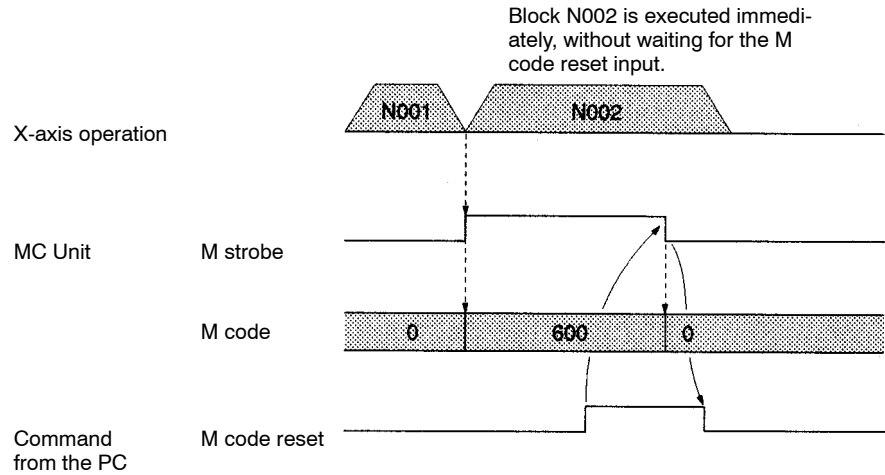 Block N002 is executed immedi-
ately, without waiting for the M
code reset input.
N001
N002
X-axis operation
MC Unit
M strobe
M code
0
600
0
Command
from the PC
M code reset